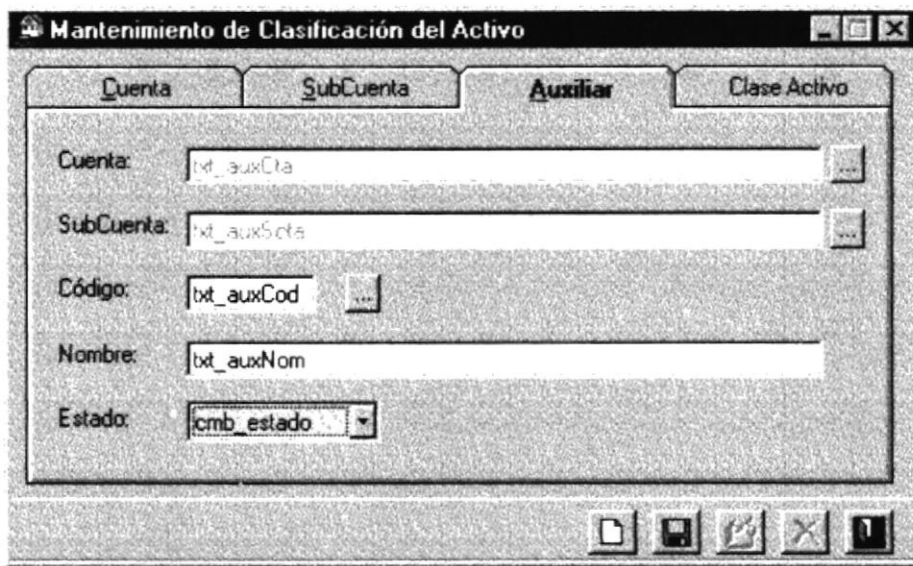 Mantenimiento de Clasificación del Activo
Cuenta SubCuenta Auxiliar Clase Activo
Cuenta: txt_auxCta ...
SubCuenta: txt_auxScta ...
Código: txt_auxCod ...
Nombre: txt_auxNom
Estado: cmb_estado